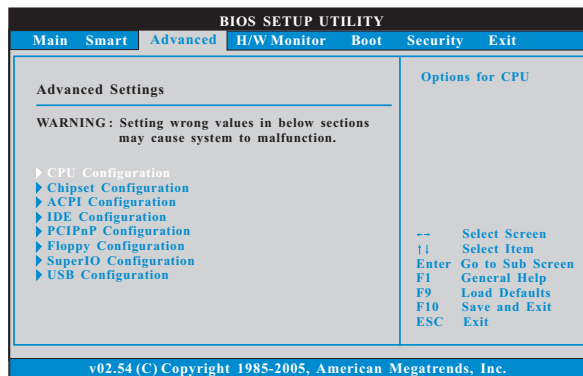 BIOS SETUP UTILITY
Main Smart Advanced H/W Monitor Boot Security Exit
Advanced Settings
WARNING : Setting wrong values in below sections
may cause system to malfunction.
CPU Configuration
Chipset Configuration
ACPI Configuration
IDE Configuration
PCIPnP Configuration
Floppy Configuration
SuperIO Configuration
USB Configuration
Options for CPU
←→ Select Screen
↑↓ Select Item
Enter Go to Sub Screen
F1 General Help
F9 Load Defaults
F10 Save and Exit
ESC Exit
v02.54 (C) Copyright 1985-2005, American Megatrends, Inc.